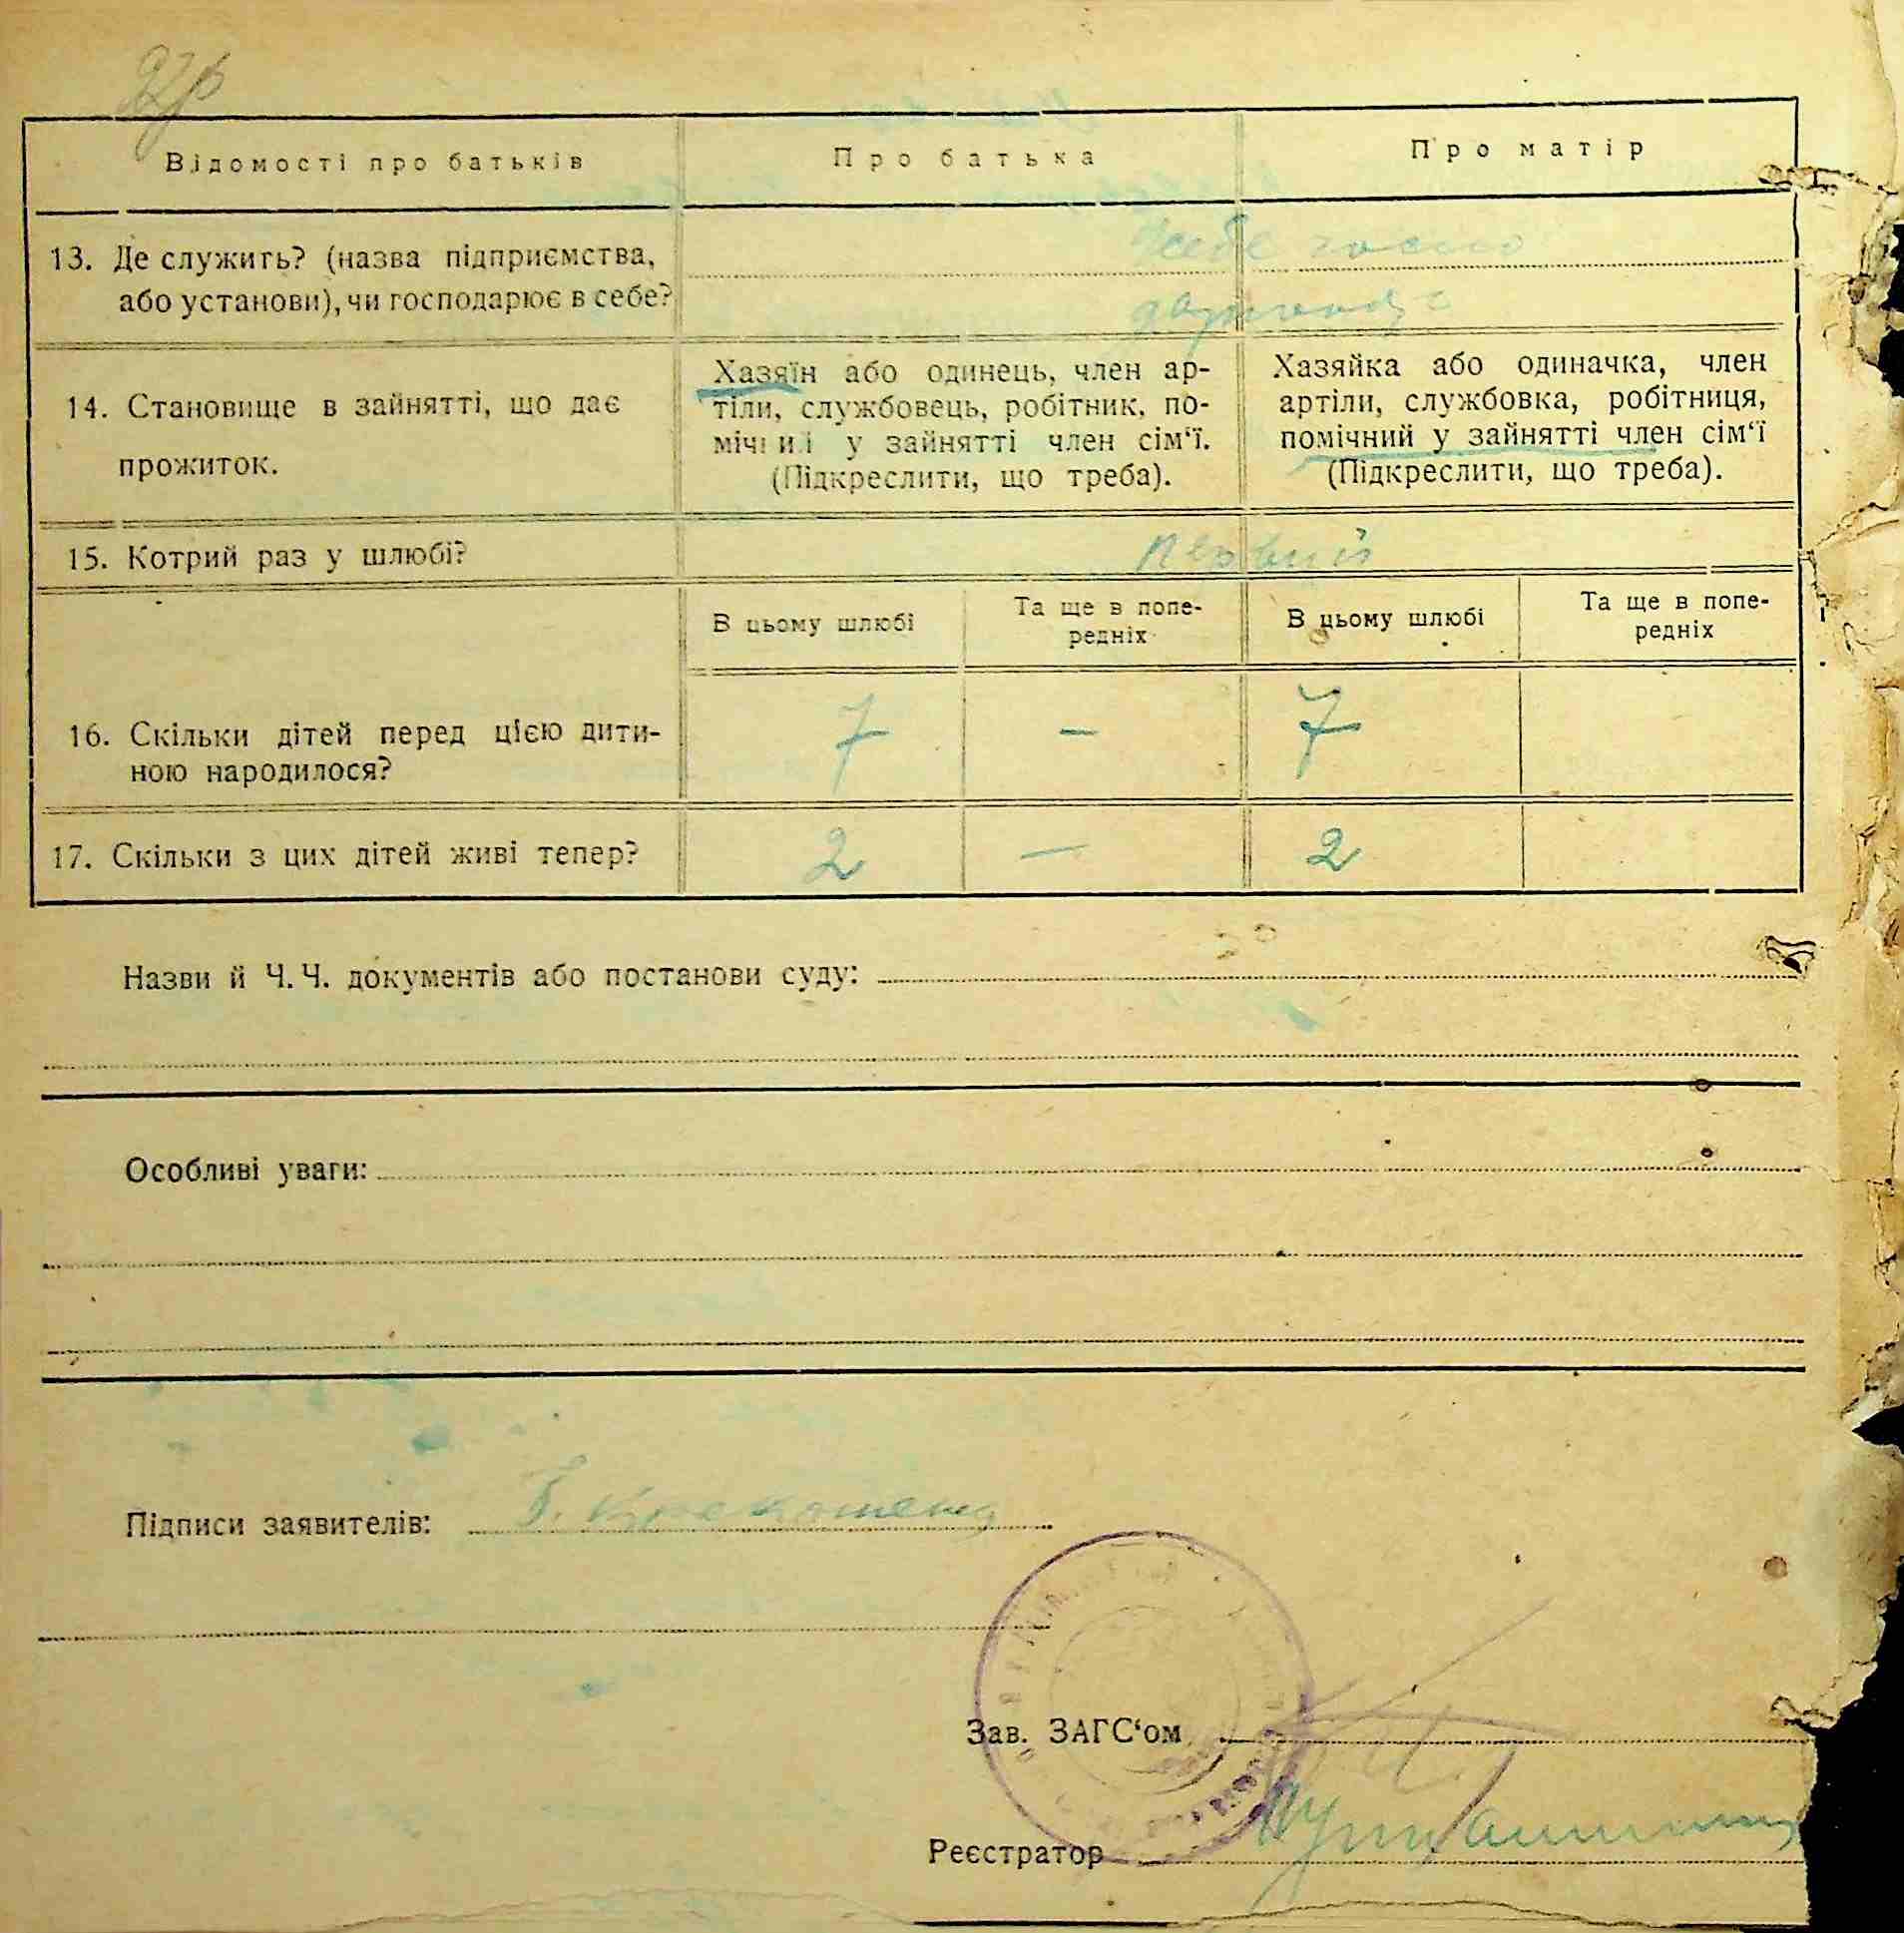 Відомості про батьків
Про батька
Про матір
13. Де служить? (назва підприємства,
або установи), чи господарює в себе?
14. Становище в зайнятті, що дає
прожиток.
Хазяїн або одинець, член ар-
тіли, службовець, робітник, по-
мічний у зайнятті член сім‘ї.
(Підкреслити, що треба).
Хазяйка або одиначка, член
артіли, службовка, робітниця,
помічний у зайнятті член сім‘ї
(Підкреслити, що треба).
15. Котрий раз у шлюбі?
первий
В цьому шлюбі
Та ще в попе-
редніх
В цьому шлюбі
Та ще в попе-
редніх
16. Скільки дітей перед цією дити-
ною народилося?
7 — 7
17. Скільки з цих дітей живі тепер?
2 — 2
Назви й Ч. Ч. документів або постанови суду:
Особливі уваги:
Підписи заявителів:
Зав. ЗАГС‘ом
Реєстратор